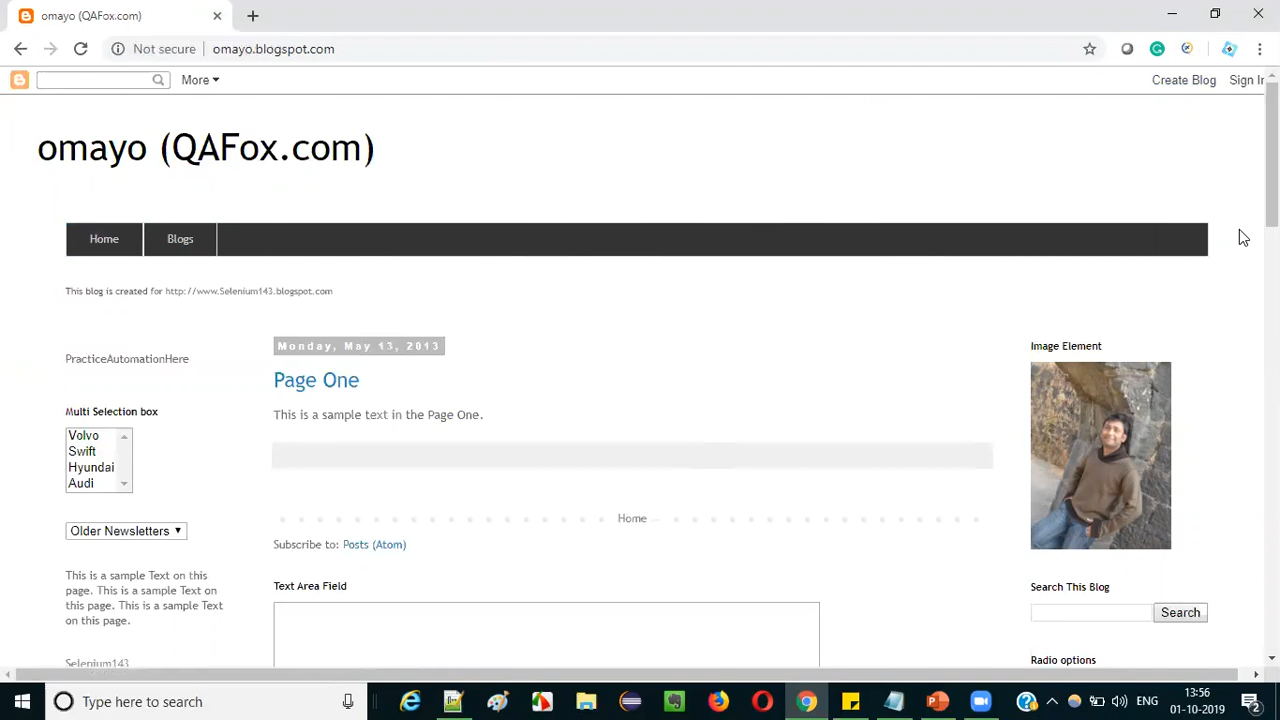 omayo (QAFox.com)
Not secure
omayo.blogspot.com
More
Create Blog
Sign In
omayo (QAFox.com)
Home
Blogs
This blog is created for http://www.Selenium143.blogspot.com
PracticeAutomationHere
Multi Selection box
Volvo
Swift
Hyundai
Audi
Older Newsletters
This is a sample Text on this
page. This is a sample Text on
this page. This is a sample Text
on this page.
Selenium143
Monday, May 13, 2013
Page One
This is a sample text in the Page One.
Home
Subscribe to: Posts (Atom)
Text Area Field
Image Element
Search This Blog
Search
Radio options
Type here to search
ENG
13:56
01-10-2019
2